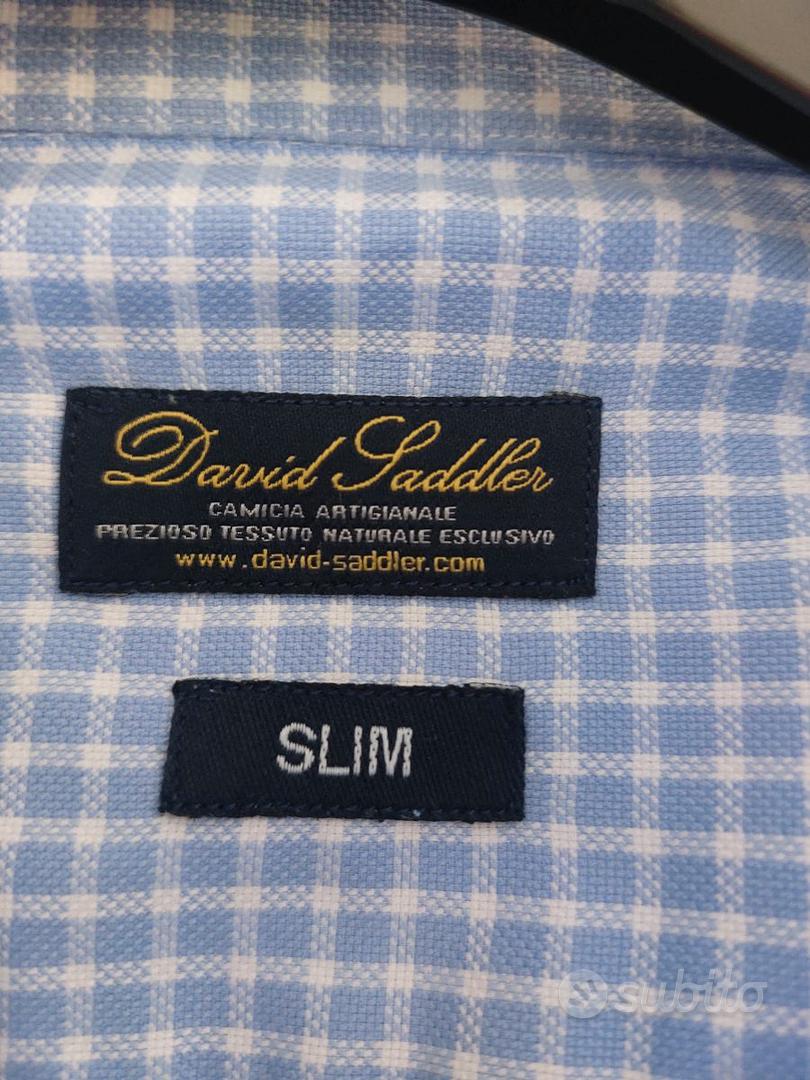 David Saddler
CAMICIA ARTIGIANALE
PREZIOSO TESSUTO NATURALE ESCLUSIVO
www.david-saddler.com
SLIM
subito